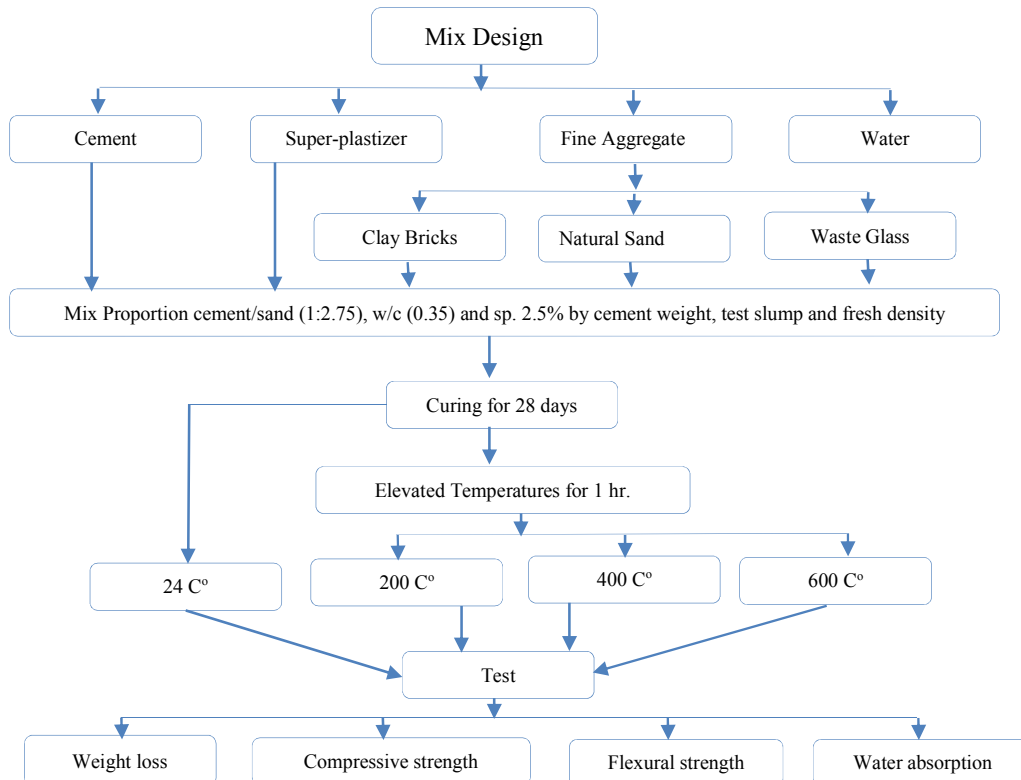 Mix Design
Cement
Super-plastizer
Fine Aggregate
Water
Clay Bricks
Natural Sand
Waste Glass
Mix Proportion cement/sand (1:2.75), w/c (0.35) and sp. 2.5% by cement weight, test slump and fresh density
Curing for 28 days
Elevated Temperatures for 1 hr.
24 Cº
200 Cº
400 Cº
600 Cº
Test
Weight loss
Compressive strength
Flexural strength
Water absorption